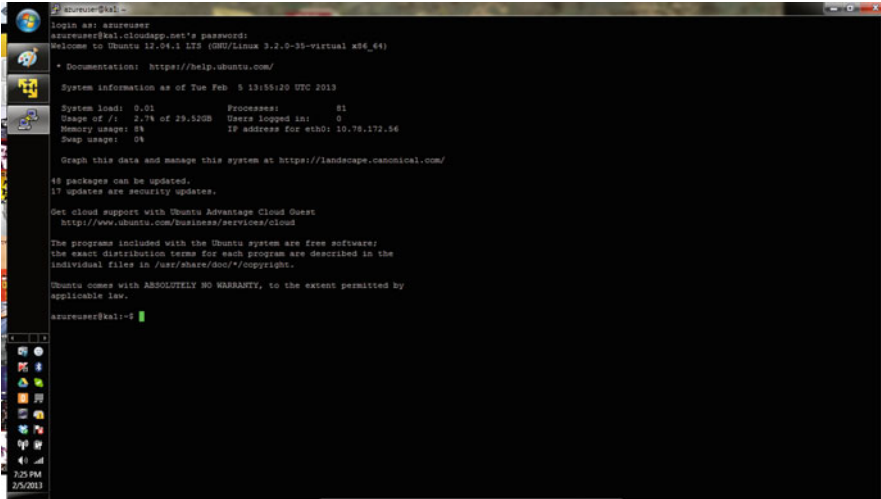 azureuser@ka1: ~
login as: azureuser
azureuser@ka1.cloudapp.net's password:
Welcome to Ubuntu 12.04.1 LTS (GNU/Linux 3.2.0-35-virtual x86_64)
* Documentation:  https://help.ubuntu.com/
System information as of Tue Feb  5 13:55:20 UTC 2013
System load:  0.01              Processes:           81
Usage of /:   2.7% of 29.52GB   Users logged in:     0
Memory usage: 8%                IP address for eth0: 10.78.172.56
Swap usage:   0%
Graph this data and manage this system at https://landscape.canonical.com/
48 packages can be updated.
17 updates are security updates.
Get cloud support with Ubuntu Advantage Cloud Guest
http://www.ubuntu.com/business/services/cloud
The programs included with the Ubuntu system are free software;
the exact distribution terms for each program are described in the
individual files in /usr/share/doc/*/copyright.
Ubuntu comes with ABSOLUTELY NO WARRANTY, to the extent permitted by
applicable law.
azureuser@ka1:~$
7:25 PM
2/5/2013